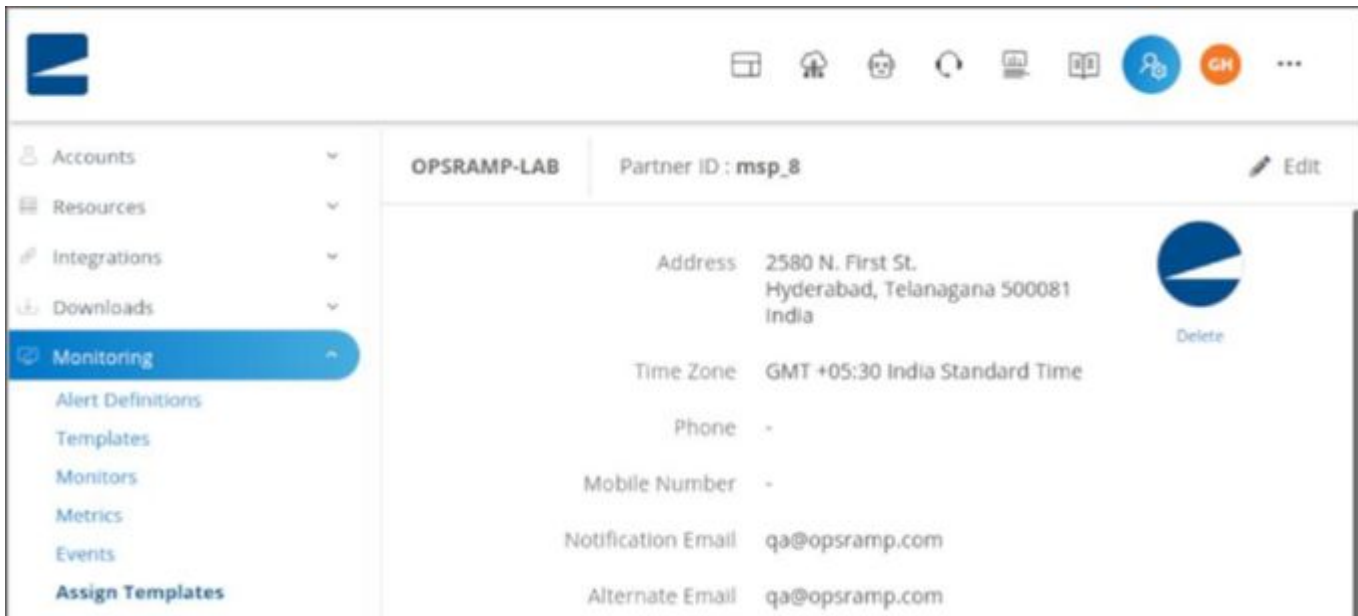 GH
Accounts
Resources
Integrations
Downloads
Monitoring
Alert Definitions
Templates
Monitors
Metrics
Events
Assign Templates
OPSRAMP-LAB Partner ID : msp_8 Edit
Address 2580 N. First St.
Hyderabad, Telanagana 500081
India
Delete
Time Zone GMT +05:30 India Standard Time
Phone -
Mobile Number -
Notification Email qa@opsramp.com
Alternate Email qa@opsramp.com